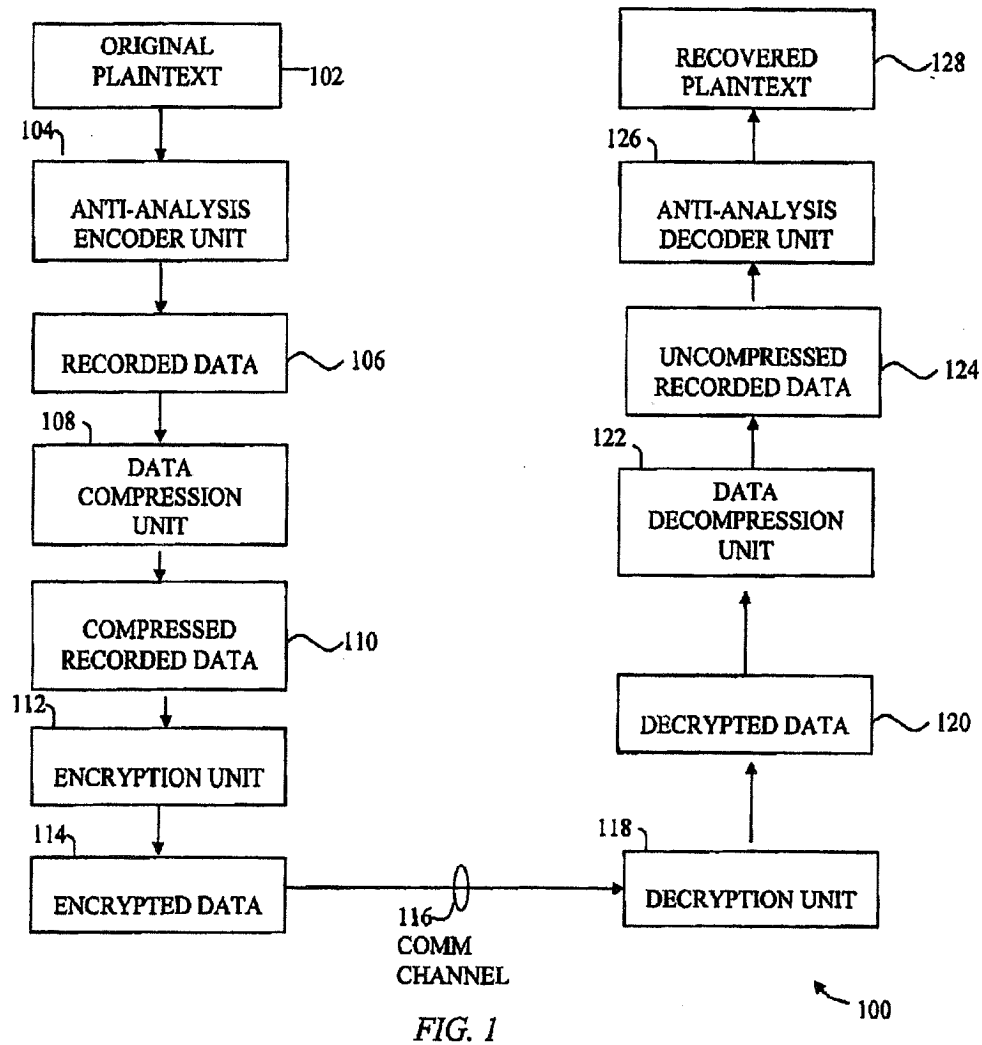 ORIGINAL
PLAINTEXT
102
104
ANTI-ANALYSIS
ENCODER UNIT
RECORDED DATA
106
108
DATA
COMPRESSION
UNIT
COMPRESSED
RECORDED DATA
110
112
ENCRYPTION UNIT
114
ENCRYPTED DATA
116
COMM
CHANNEL
118
DECRYPTION UNIT
DECRYPTED DATA
120
122
DATA
DECOMPRESSION
UNIT
UNCOMPRESSED
RECORDED DATA
124
126
ANTI-ANALYSIS
DECODER UNIT
RECOVERED
PLAINTEXT
128
100
FIG. 1